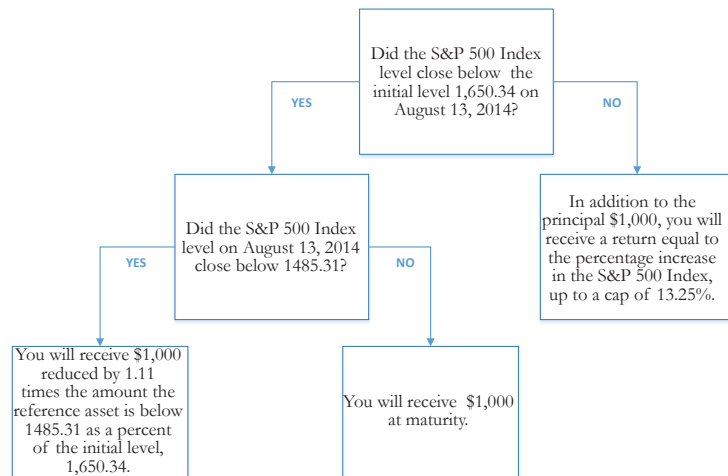 Did the S&P 500 Index
level close below the
initial level 1,650.34 on
August 13, 2014?
YES
NO
Did the S&P 500 Index
level on August 13, 2014
close below 1485.31?
In addition to the
principal $1,000, you will
receive a return equal to
the percentage increase
in the S&P 500 Index,
up to a cap of 13.25%.
YES
NO
You will receive $1,000
reduced by 1.11
times the amount the
reference asset is below
1485.31 as a percent
of the initial level,
1,650.34.
You will receive $1,000
at maturity.